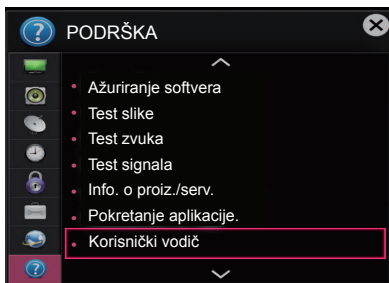 PODRŠKA
Ažuriranje softvera
Test slike
Test zvuka
Test signala
Info. o proiz./serv.
Pokretanje aplikacije.
Korisnički vodič